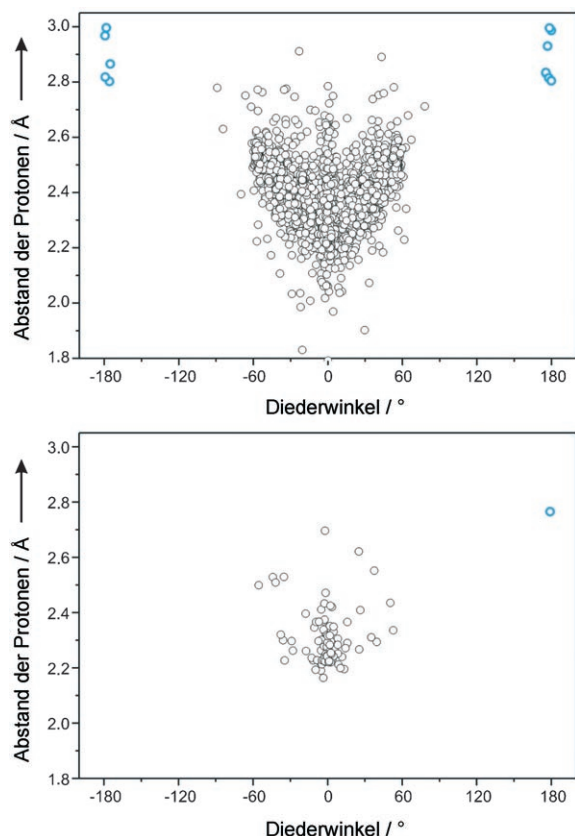 Abstand der Protonen / Å
3.0
2.8
2.6
2.4
2.2
2.0
1.8
-180 -120 -60 0 60 120 180
Diederwinkel / °
Abstand der Protonen / Å
3.0
2.8
2.6
2.4
2.2
2.0
1.8
-180 -120 -60 0 60 120 180
Diederwinkel / °